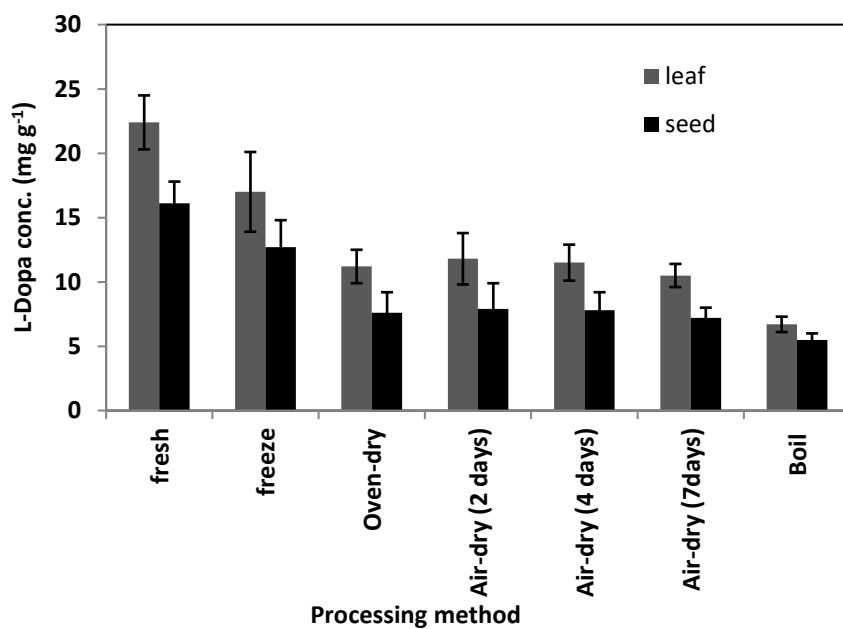 30
25
20
15
10
5
0
L-Dopa conc. (mg g⁻¹)
leaf
seed
fresh
freeze
Oven-dry
Air-dry (2 days)
Air-dry (4 days)
Air-dry (7days)
Boil
Processing method